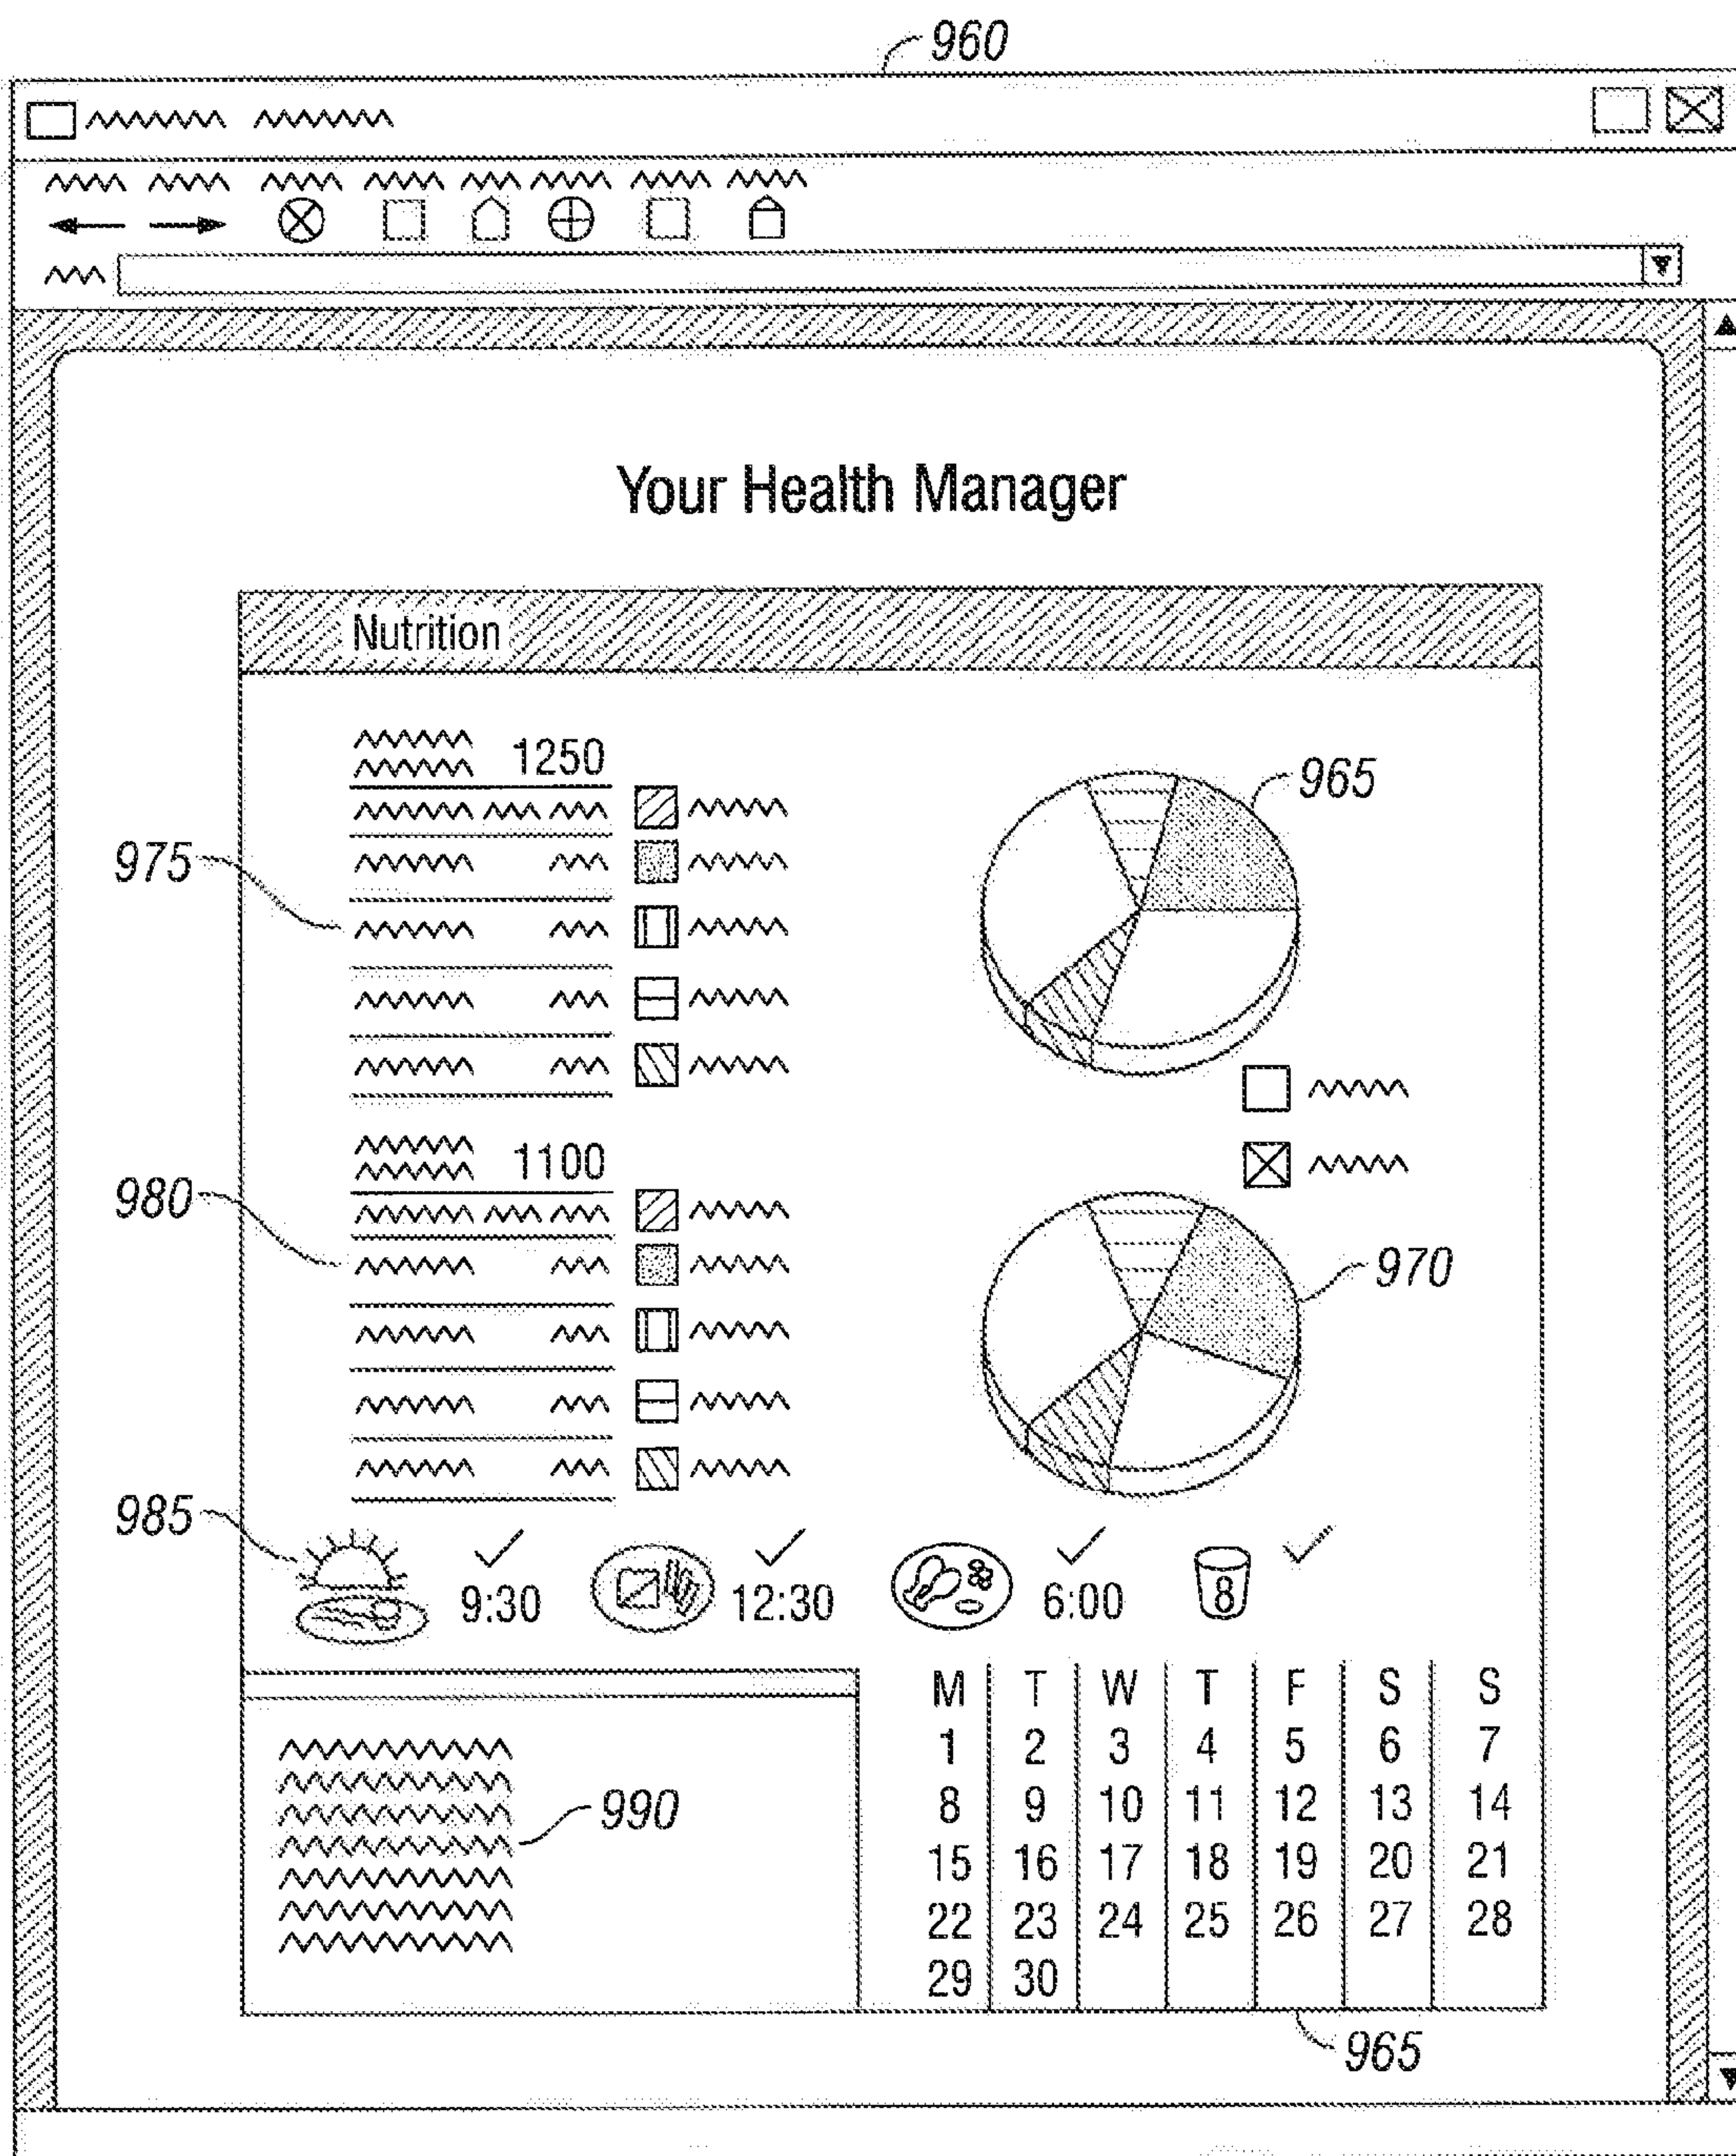 960
Your Health Manager
Nutrition
1250
965
975
1100
980
970
985
9:30 12:30 6:00 8
M T W T F S S
1 2 3 4 5 6 7
990
8 9 10 11 12 13 14
15 16 17 18 19 20 21
22 23 24 25 26 27 28
29 30
965